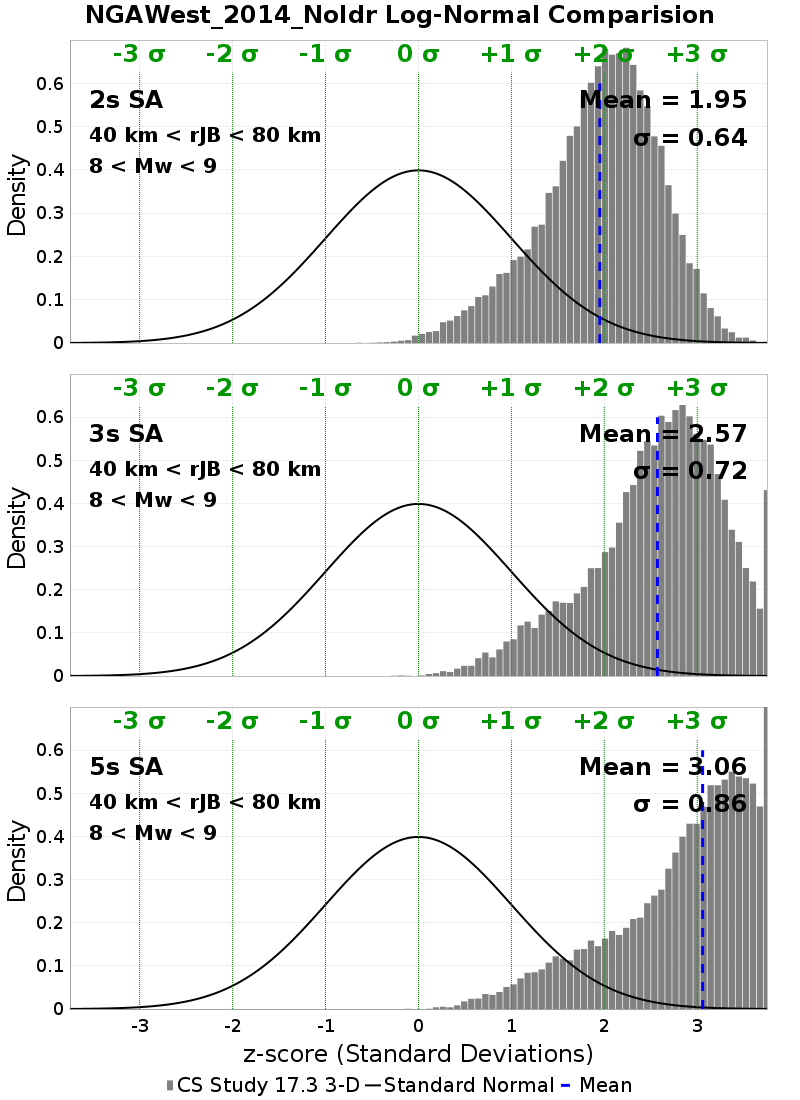 NGAWest_2014_NoIdr Log-Normal Comparision
-3 σ -2 σ -1 σ 0 σ +1 σ +2 σ +3 σ
2s SA
Mean = 1.95
40 km < rJB < 80 km
σ = 0.64
8 < Mw < 9
0.6
0.5
0.4
0.3
0.2
0.1
0
Density
-3 σ -2 σ -1 σ 0 σ +1 σ +2 σ +3 σ
3s SA
Mean = 2.57
40 km < rJB < 80 km
σ = 0.72
8 < Mw < 9
0.6
0.5
0.4
0.3
0.2
0.1
0
Density
-3 σ -2 σ -1 σ 0 σ +1 σ +2 σ +3 σ
5s SA
Mean = 3.06
40 km < rJB < 80 km
σ = 0.86
8 < Mw < 9
0.6
0.5
0.4
0.3
0.2
0.1
0
Density
-3 -2 -1 0 1 2 3
z-score (Standard Deviations)
CS Study 17.3 3-D Standard Normal Mean